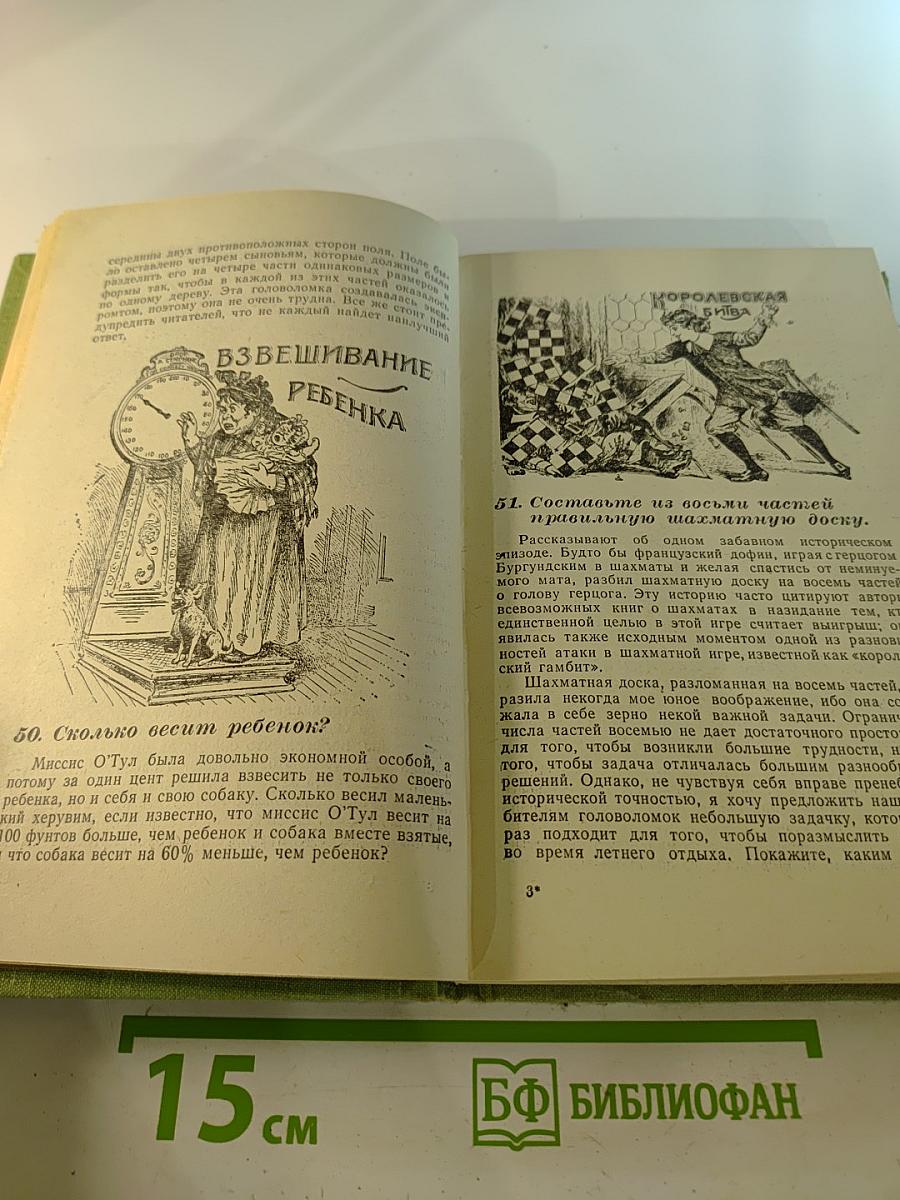 середины двух противоположных сторон поля. Поле бы-
ло оставлено четырем сыновьям, которые должны были
разделить его на четыре части одинаковых размеров и
формы так, чтобы в каждой из этих частей оказалось
по одному дереву. Эта головоломка создавалась экс-
ромтом, поэтому она не очень трудна. Все же стоит пре-
дупредить читателей, что не каждый найдет наилучший
ответ.
ВЗВЕШИВАНИЕ
РЕБЕНКА
50. Сколько весит ребенок?
Миссис О'Тул была довольно экономной особой, а
потому за один цент решила взвесить не только своего
ребенка, но и себя и свою собаку. Сколько весил малень-
кий херувим, если известно, что миссис О'Тул весит на
100 фунтов больше, чем ребенок и собака вместе взятые,
и что собака весит на 60% меньше, чем ребенок?
КОРОЛЕВСКАЯ
БИТВА
51. Составьте из восьми частей
правильную шахматную доску.
Рассказывают об одном забавном историческом
эпизоде. Будто бы французский дофин, играя с герцогом
Бургундским в шахматы и желая спастись от неминуе-
мого мата, разбил шахматную доску на восемь частей
о голову герцога. Эту историю часто цитируют автор
всевозможных книг о шахматах в назидание тем, кт
единственной целью в этой игре считает выигрыш; о
явилась также исходным моментом одной из разнови
ностей атаки в шахматной игре, известной как «корол
ский гамбит».
Шахматная доска, разломанная на восемь частей,
разила некогда мое юное воображение, ибо она со
жала в себе зерно некой важной задачи. Огранич
числа частей восемью не дает достаточного простор
для того, чтобы возникли большие трудности, н
того, чтобы задача отличалась большим разнооб
решений. Однако, не чувствуя себя вправе пренеб
исторической точностью, я хочу предложить наш
бителям головоломок небольшую задачку, кото
раз подходит для того, чтобы поразмыслить
во время летнего отдыха. Покажите, каким
3*
15 см
БФ БИБЛИОФАН